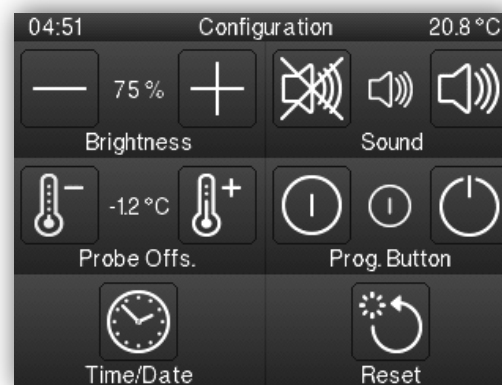 04:51 Configuration 20.8 °C
75 %
Brightness Sound
-1.2 °C
Probe Offs. Prog. Button
Time/Date Reset